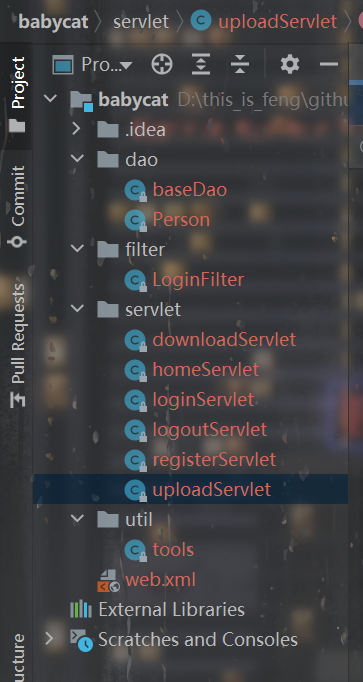 babycat servlet uploadServlet
Project
Pro...
babycat D:\this_is_feng\githu
.idea
dao
baseDao
Person
filter
LoginFilter
servlet
downloadServlet
homeServlet
loginServlet
logoutServlet
registerServlet
uploadServlet
util
tools
web.xml
External Libraries
Scratches and Consoles
Commit
Pull Requests
ucture